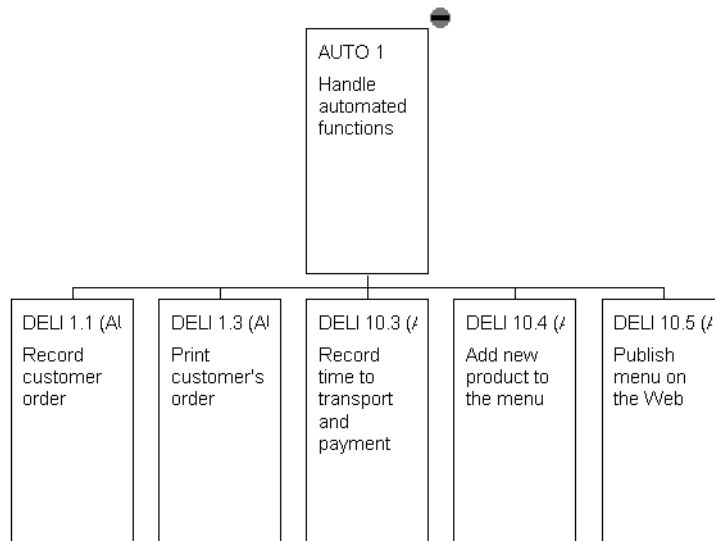 AUTO 1
Handle
automated
functions
DELI 1.1 (AU
Record
customer
order
DELI 1.3 (AU
Print
customer's
order
DELI 10.3 (A
Record
time to
transport
and
payment
DELI 10.4 (A
Add new
product to
the menu
DELI 10.5 (A
Publish
menu on
the Web